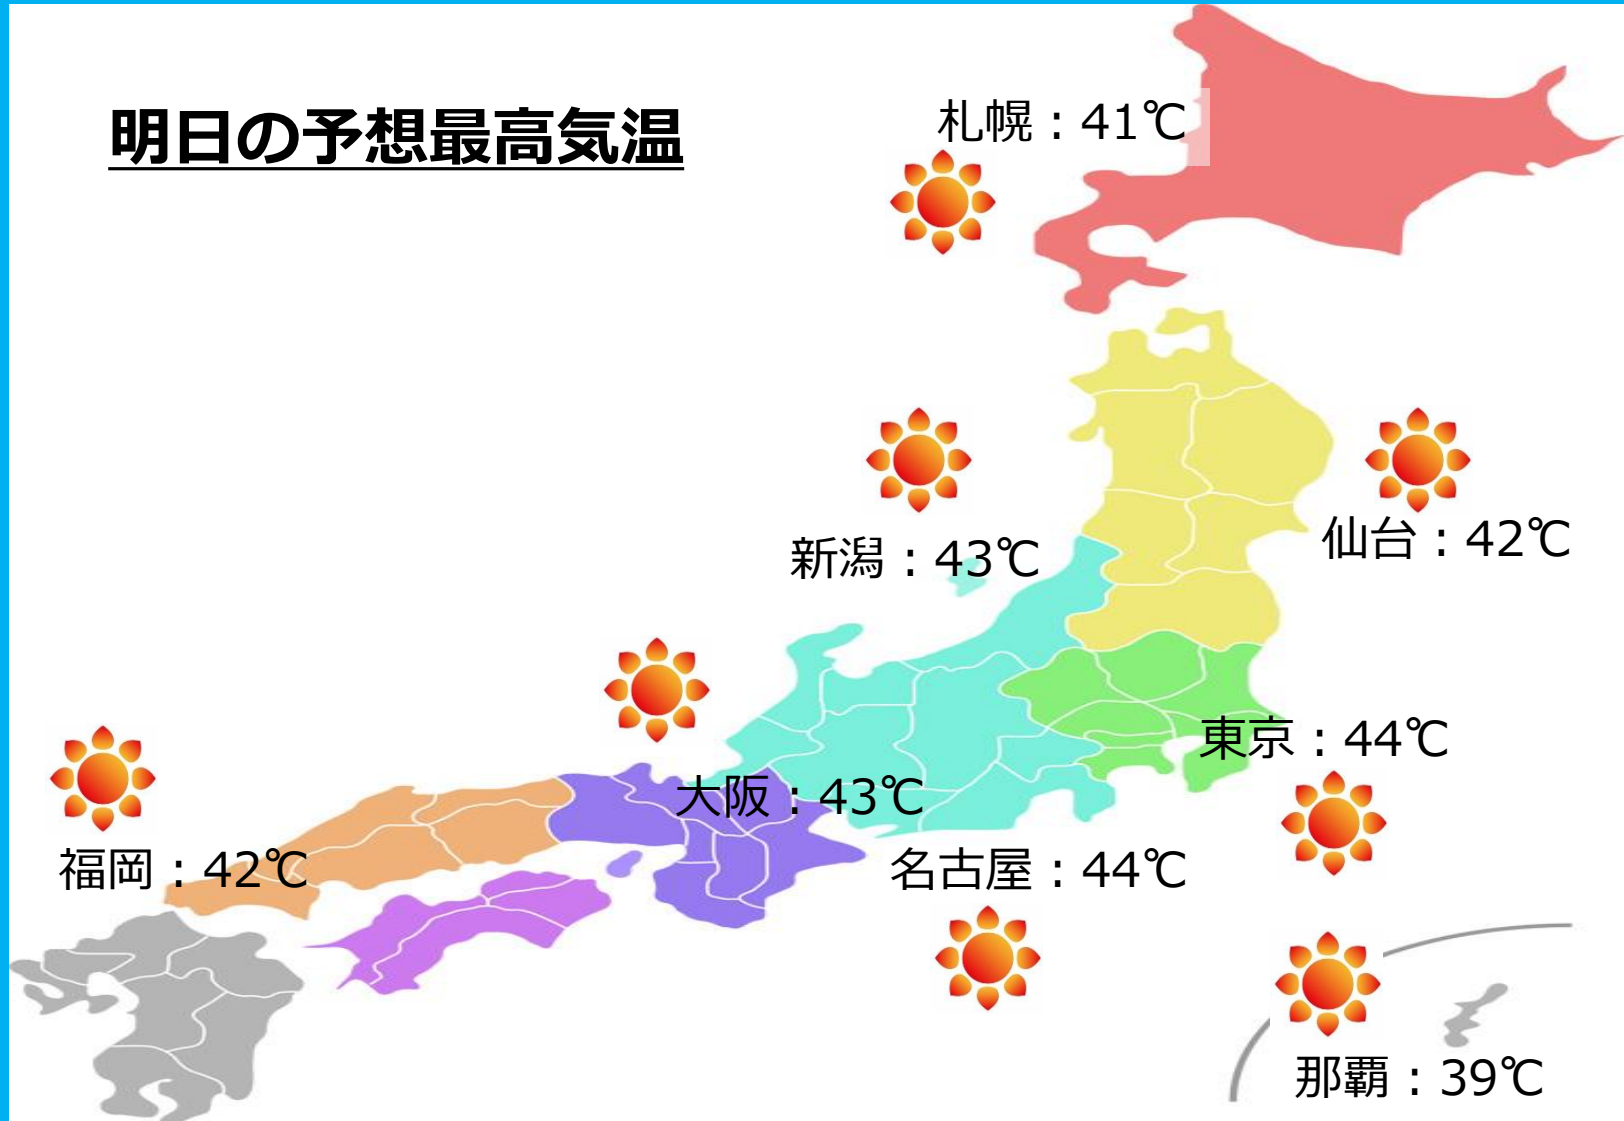 明日の予想最高気温
札幌：41℃
仙台：42℃
新潟：43℃
東京：44℃
大阪：43℃
名古屋：44℃
福岡：42℃
那覇：39℃